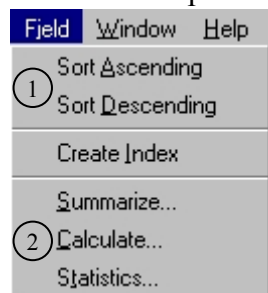 Field Window Help
1
Sort Ascending
Sort Descending
Create Index
Summarize...
2 Calculate...
Statistics...